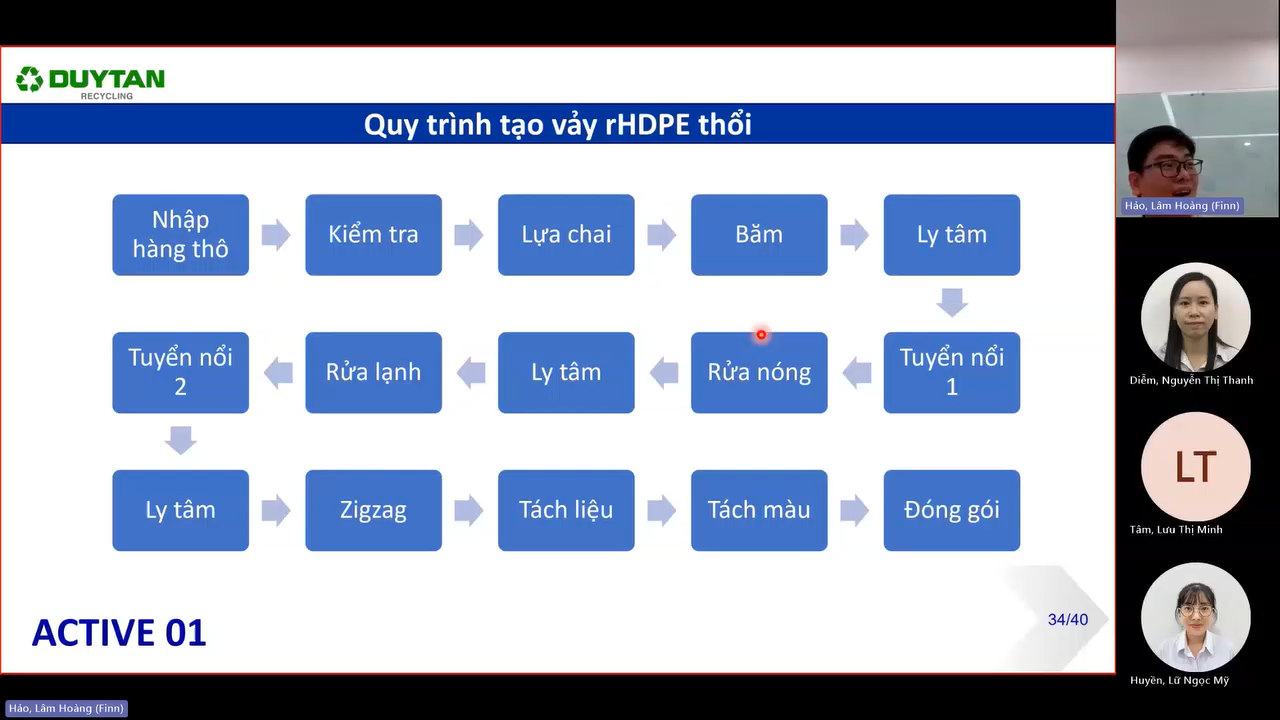 DUYTAN
RECYCLING
Quy trình tạo vảy rHDPE thổi
Nhập
hàng thô
Kiểm tra
Lựa chai
Băm
Ly tâm
Tuyển nổi
1
Rửa nóng
Ly tâm
Rửa lạnh
Tuyển nổi
2
Ly tâm
Zigzag
Tách liệu
Tách màu
Đóng gói
ACTIVE 01
34/40
Hảo, Lâm Hoàng (Finn)
Diễm, Nguyễn Thị Thanh
LT
Tâm, Lưu Thị Minh
Huyền, Lữ Ngọc Mỹ
Hảo, Lâm Hoàng (Finn)